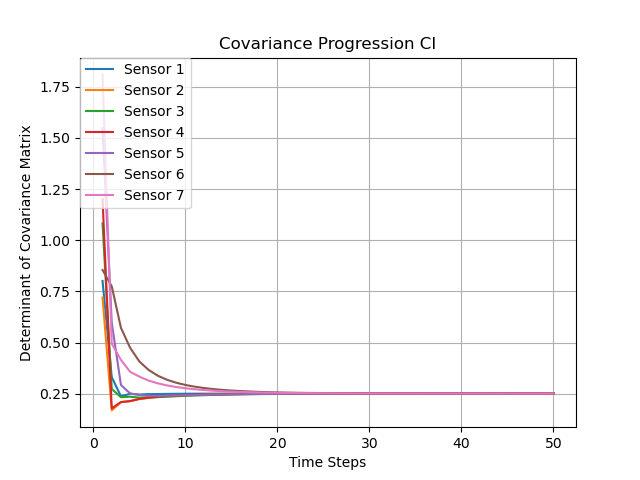 Covariance Progression CI
Determinant of Covariance Matrix
1.75
1.50
1.25
1.00
0.75
0.50
0.25
Sensor 1
Sensor 2
Sensor 3
Sensor 4
Sensor 5
Sensor 6
Sensor 7
0 10 20 30 40 50
Time Steps